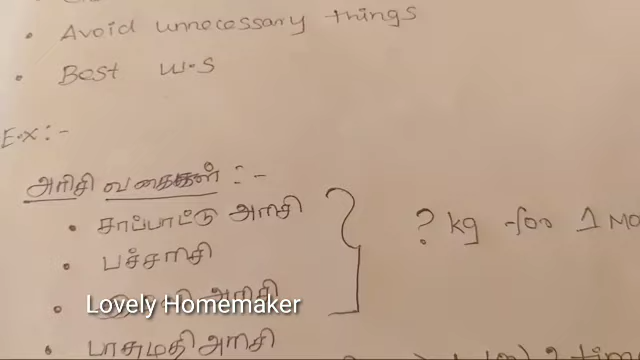 • Avoid unnecessary things
• Best w.s
Ex:-
அரிசி வகைகள் :-
• சாப்பாட்டு அரிசி
• பச்சரிசி
• அரிசி
• பாசுமதி அரிசி
? kg for 1 Mo
Lovely Homemaker